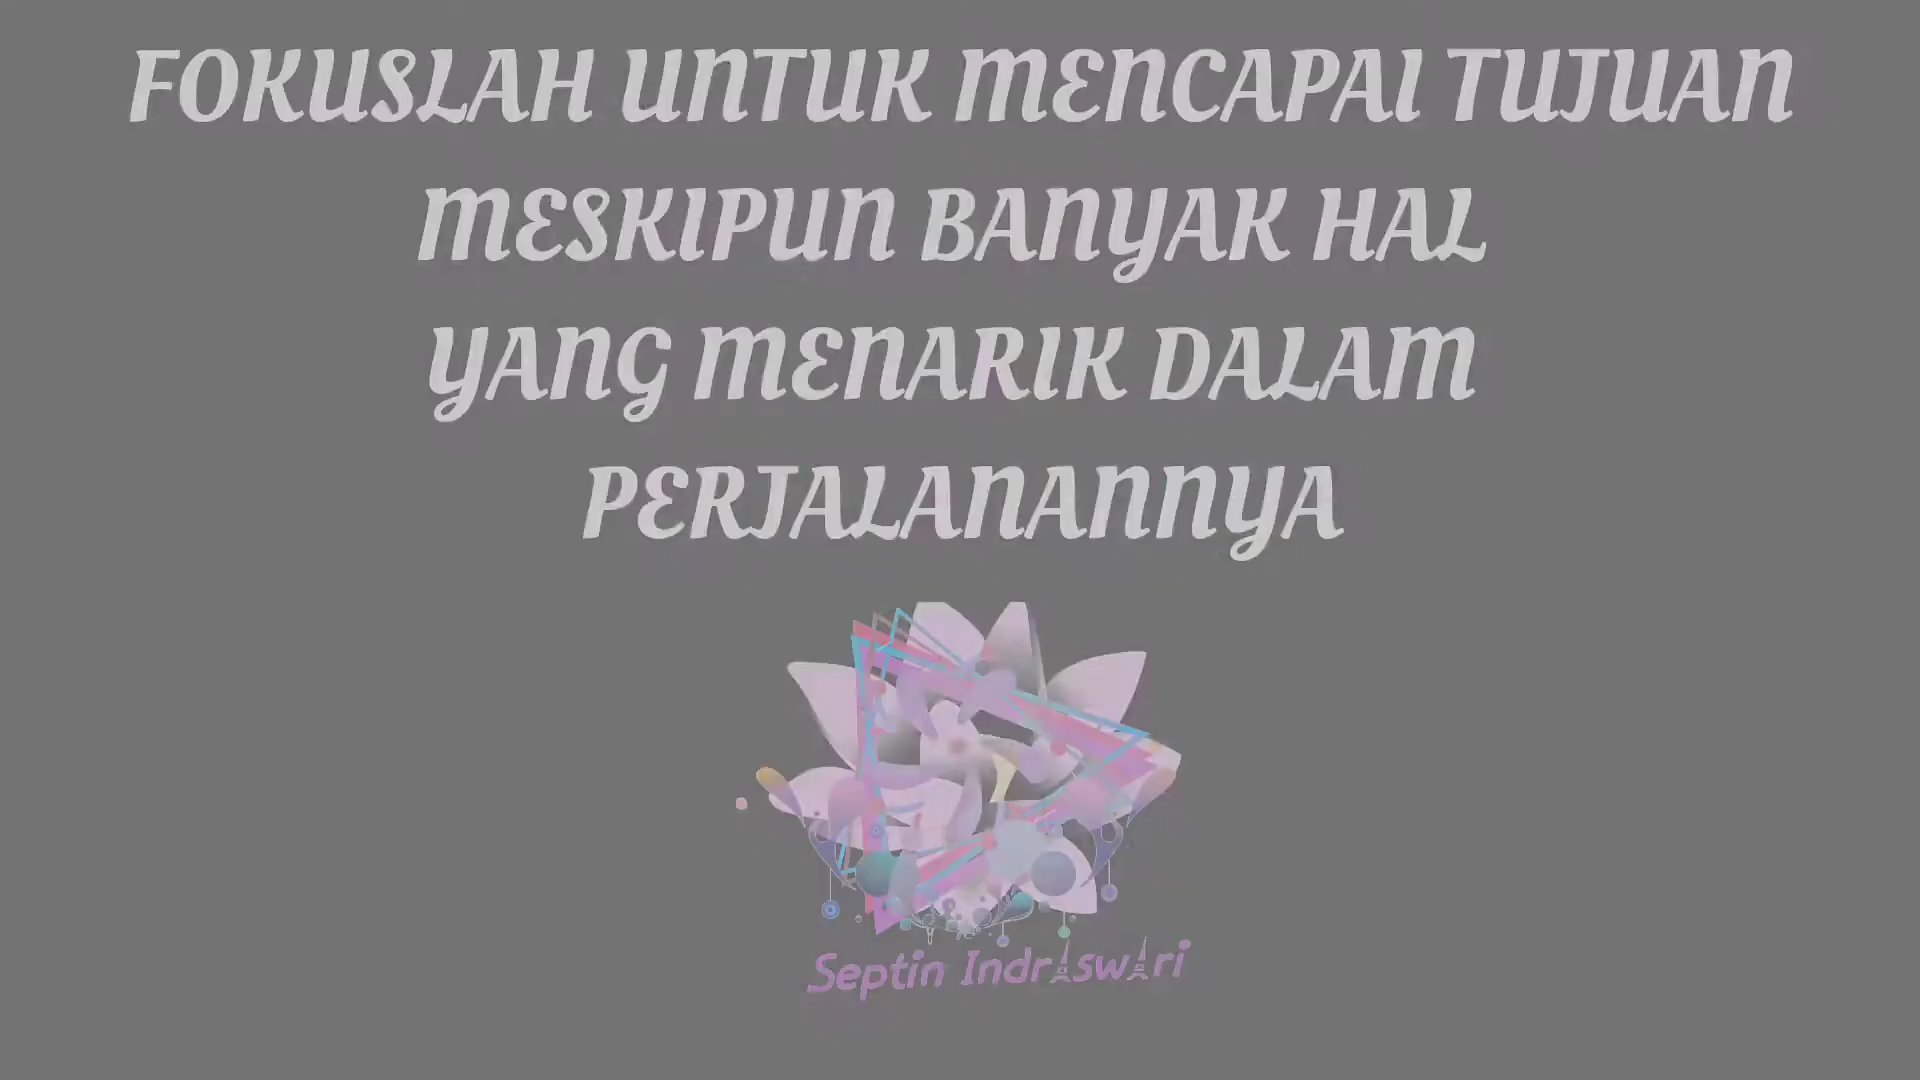 FOKUSLAH UNTUK MENCAPAI TUJUAN
MESKIPUN BANYAK HAL
YANG MENARIK DALAM
PERJALANANNYA
Septin Indraswari